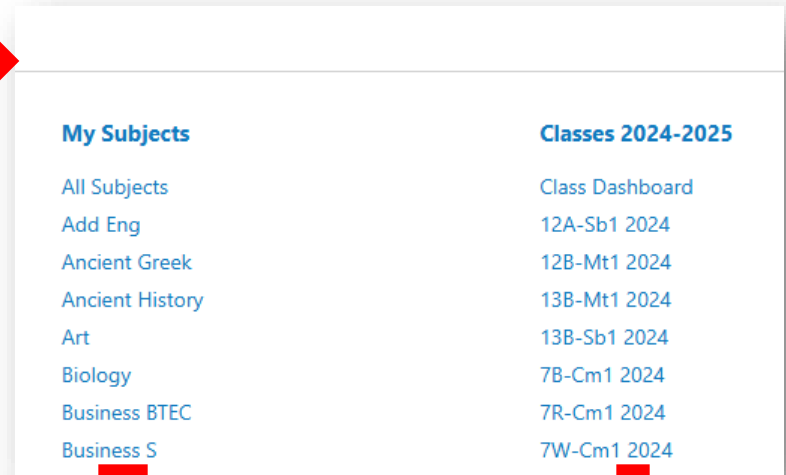 My Subjects
All Subjects
Add Eng
Ancient Greek
Ancient History
Art
Biology
Business BTEC
Business S
Classes 2024-2025
Class Dashboard
12A-Sb1 2024
12B-Mt1 2024
13B-Mt1 2024
13B-Sb1 2024
7B-Cm1 2024
7R-Cm1 2024
7W-Cm1 2024